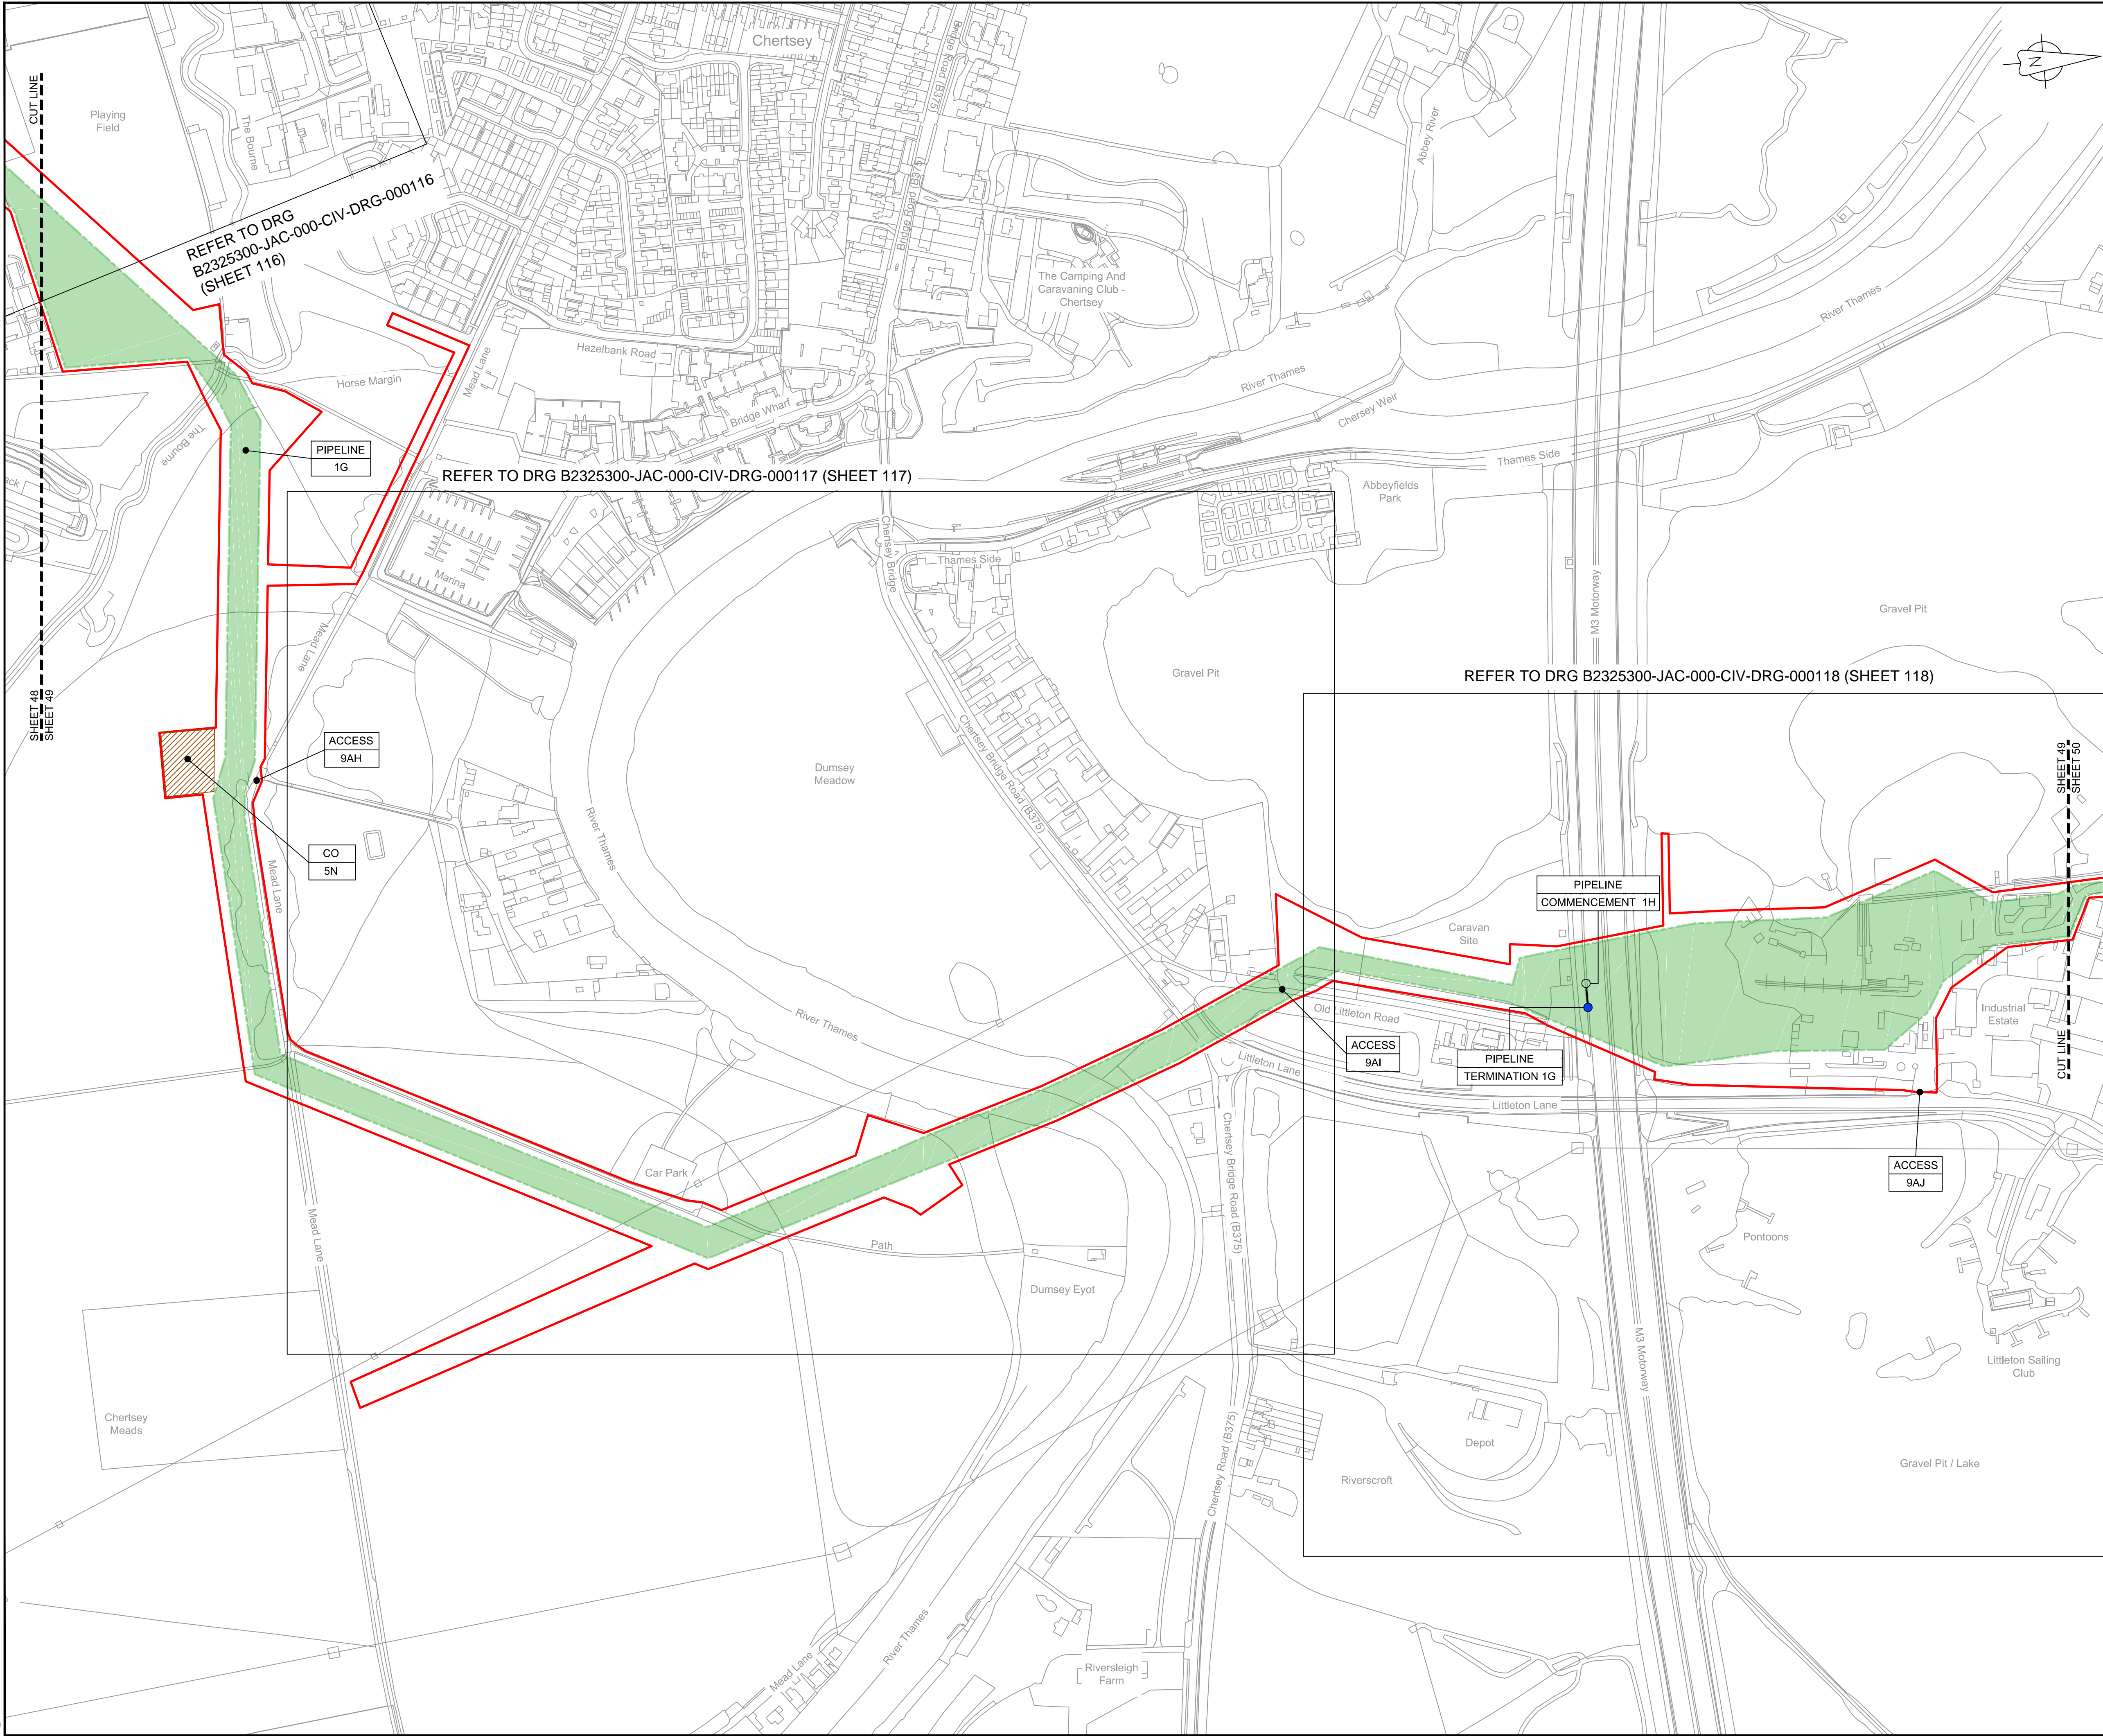 Chertsey
Bridge Road (B375)
CUT LINE
Playing
Field
The Bourne
N
Abbey River
REFER TO DRG
B2325300-JAC-000-CIV-DRG-000116
(SHEET 116)
Bridge Road (B375)
The Camping And
Caravaning Club -
Chertsey
River Thames
Hazelbank Road
Mead Lane
Horse Margin
River Thames
Bridge Wharf
Chersey Weir
The Bourne
PIPELINE
1G
Thames Side
ack
REFER TO DRG B2325300-JAC-000-CIV-DRG-000117 (SHEET 117)
Abbeyfields
Park
Chertsey Bridge
Thames Side
Marina
M3 Motorway
Gravel Pit
Mead Lane
Gravel Pit
REFER TO DRG B2325300-JAC-000-CIV-DRG-000118 (SHEET 118)
SHEET 48
SHEET 49
ACCESS
9AH
Dumsey
Meadow
Chertsey Bridge Road (B375)
SHEET 49
SHEET 50
River Thames
CO
5N
Mead Lane
PIPELINE
COMMENCEMENT 1H
Caravan
Site
River Thames
Old Littleton Road
Industrial
Estate
CUT LINE
ACCESS
9AI
Littleton Lane
PIPELINE
TERMINATION 1G
Littleton Lane
Chertsey Bridge Road (B375)
Car Park
ACCESS
9AJ
Mead Lane
Path
Pontoons
Dumsey Eyot
M3 Motorway
Littleton Sailing
Club
Chertsey
Meads
Chertsey Road (B375)
Depot
Riverscroft
Gravel Pit / Lake
River Thames
Mead Lane
Riversleigh
Farm